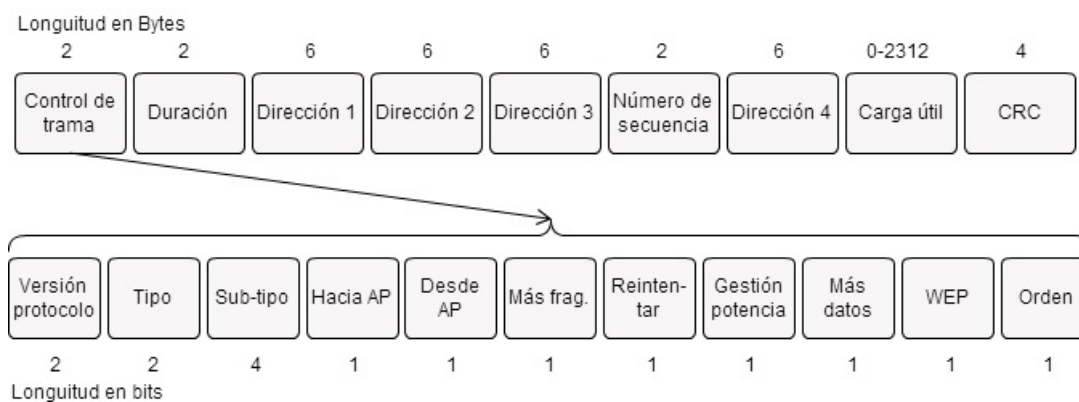 Longuitud en Bytes
2 2 6 6 6 2 6 0-2312 4
Control de trama
Duración
Dirección 1
Dirección 2
Dirección 3
Número de secuencia
Dirección 4
Carga útil
CRC
Versión protocolo
Tipo
Sub-tipo
Hacia AP
Desde AP
Más frag.
Reinten-
tar
Gestión potencia
Más datos
WEP
Orden
2 2 4 1 1 1 1 1 1 1 1
Longuitud en bits